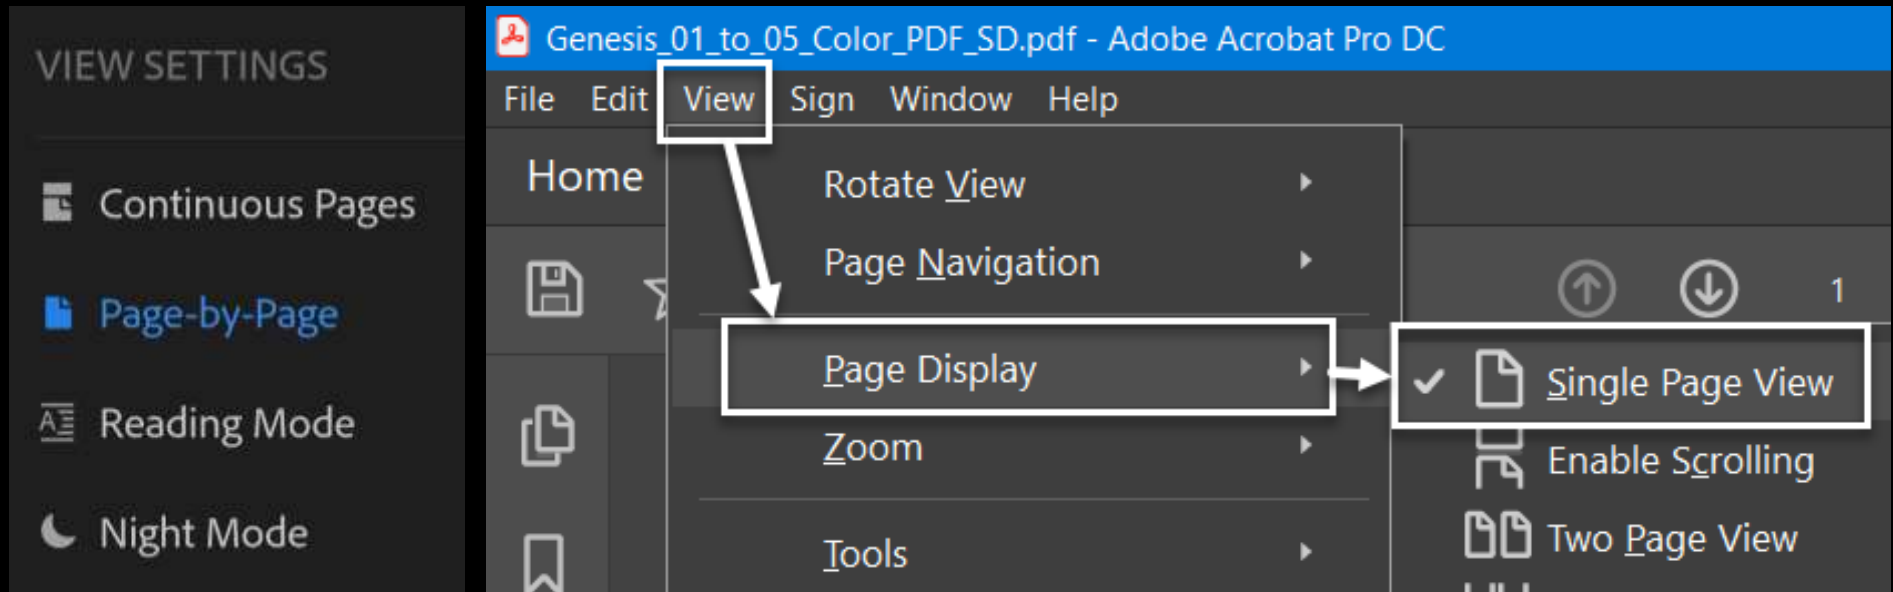 VIEW SETTINGS
Continuous Pages
Page-by-Page
Reading Mode
Night Mode
Genesis_01_to_05_Color_PDF_SD.pdf - Adobe Acrobat Pro DC
File Edit View Sign Window Help
Home
Rotate View
Page Navigation
1
Page Display
Single Page View
Zoom
Enable Scrolling
Two Page View
Tools